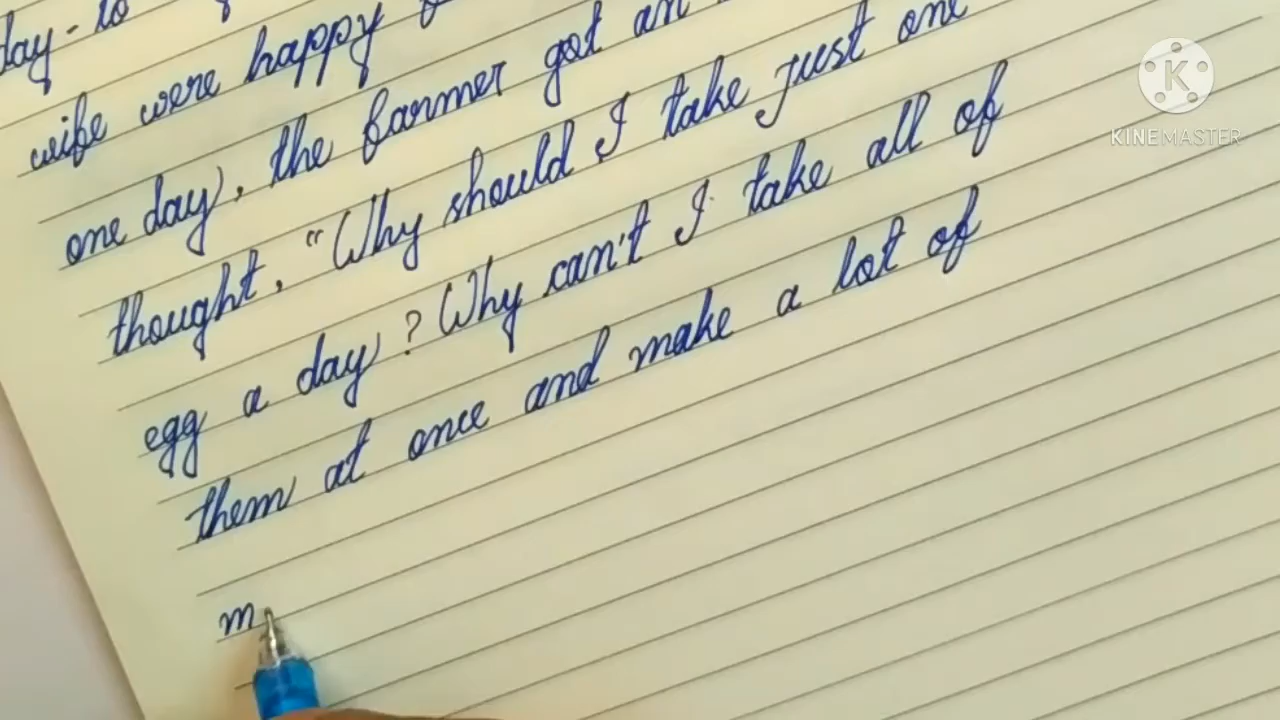 day - to
wife were happy
one day, the farmer got an
thought, "Why should I take just one
egg a day? Why can't I take all of
them at once and make a lot of
m
K
KINEMASTER